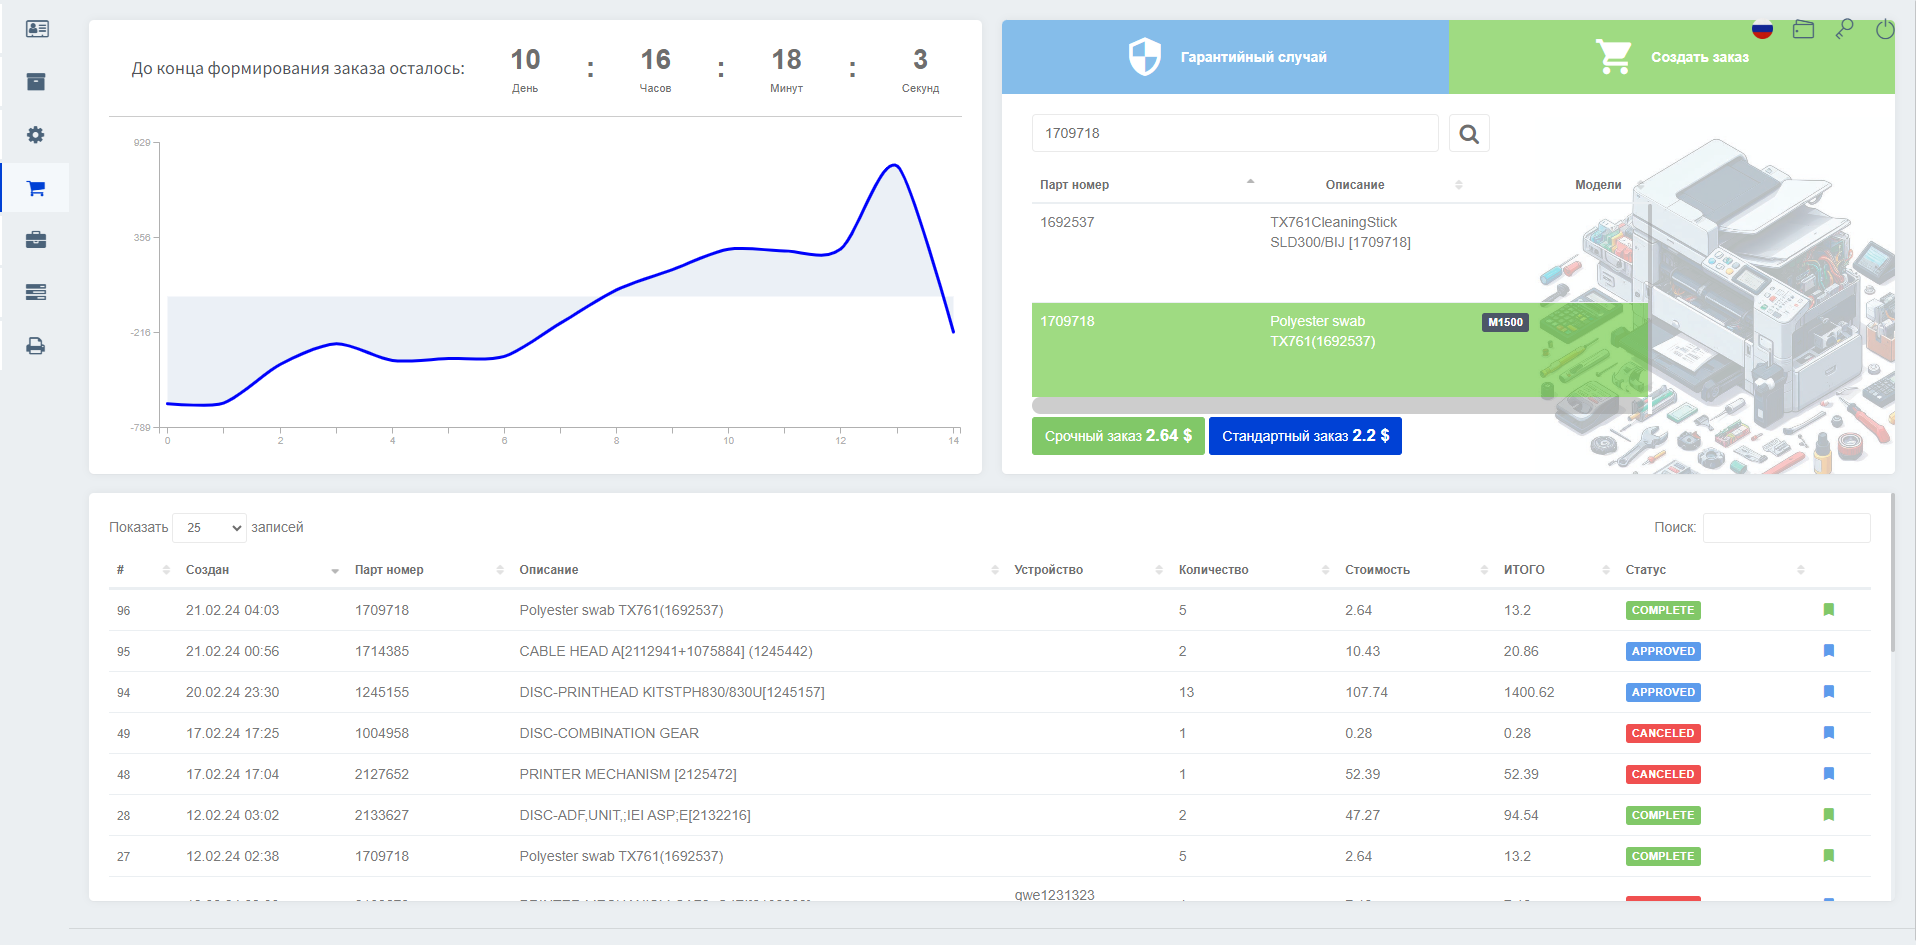 До конца формирования заказа осталось:
10 : 16 : 18 : 3
День Часов Минут Секунд
929
356
-216
-789
0 2 4 6 8 10 12 14
Гарантийный случай
Создать заказ
1709718
Парт номер Описание Модели
1692537 TX761CleaningStick
SLD300/BIJ [1709718]
1709718 Polyester swab M1500
TX761(1692537)
Срочный заказ 2.64 $ Стандартный заказ 2.2 $
Показать 25 записей Поиск:
# Создан Парт номер Описание Устройство Количество Стоимость ИТОГО Статус
96 21.02.24 04:03 1709718 Polyester swab TX761(1692537) 5 2.64 13.2 COMPLETE
95 21.02.24 00:56 1714385 CABLE HEAD A[2112941+1075884] (1245442) 2 10.43 20.86 APPROVED
94 20.02.24 23:30 1245155 DISC-PRINTHEAD KITSTPH830/830U[1245157] 13 107.74 1400.62 APPROVED
49 17.02.24 17:25 1004958 DISC-COMBINATION GEAR 1 0.28 0.28 CANCELED
48 17.02.24 17:04 2127652 PRINTER MECHANISM [2125472] 1 52.39 52.39 CANCELED
28 12.02.24 03:02 2133627 DISC-ADF,UNIT,;IEI ASP;E[2132216] 2 47.27 94.54 COMPLETE
27 12.02.24 02:38 1709718 Polyester swab TX761(1692537) 5 2.64 13.2 COMPLETE
qwe1231323